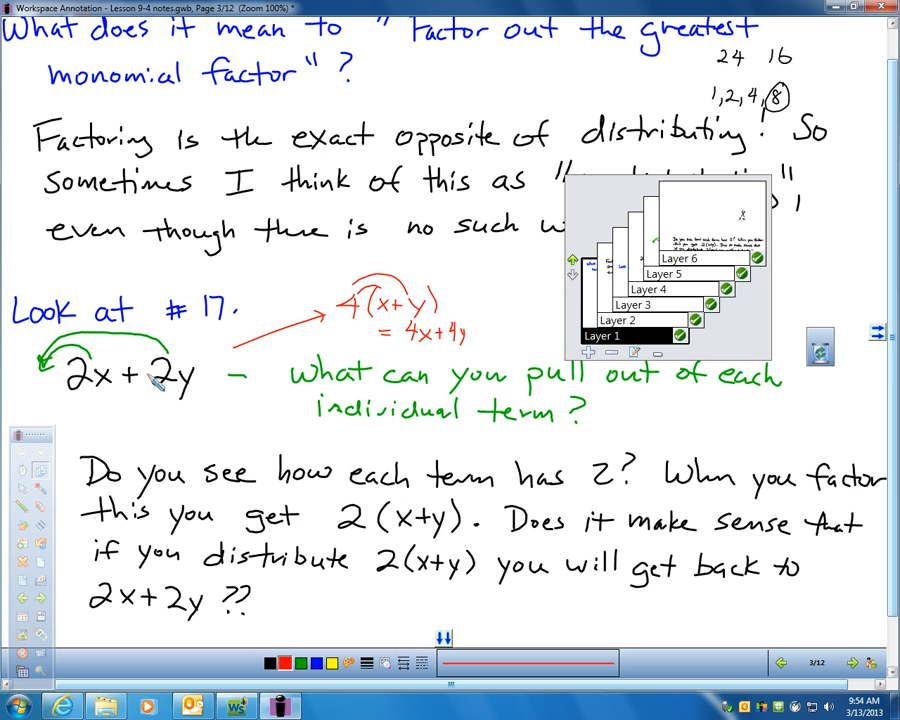 Workspace Annotation - Lesson 9-4 notes.gwb, Page 3/12 (Zoom 100%) *
What does it mean to " Factor out the greatest
monomial factor" ?
24 16
1,2,4,8
Factoring is the exact opposite of distributing! So
sometimes I think of this as "
"
even though there is no such w
Layer 6
Layer 5
Layer 4
Layer 3
Layer 2
Layer 1
Look at # 17.
4(x+y)
= 4x+4y
2x+2y - what can you pull out of each
individual term?
Do you see how each term has 2? When you factor
this you get 2(x+y). Does it make sense that
if you distribute 2(x+y) you will get back to
2x+2y ??
3/12
9:54 AM
3/13/2013